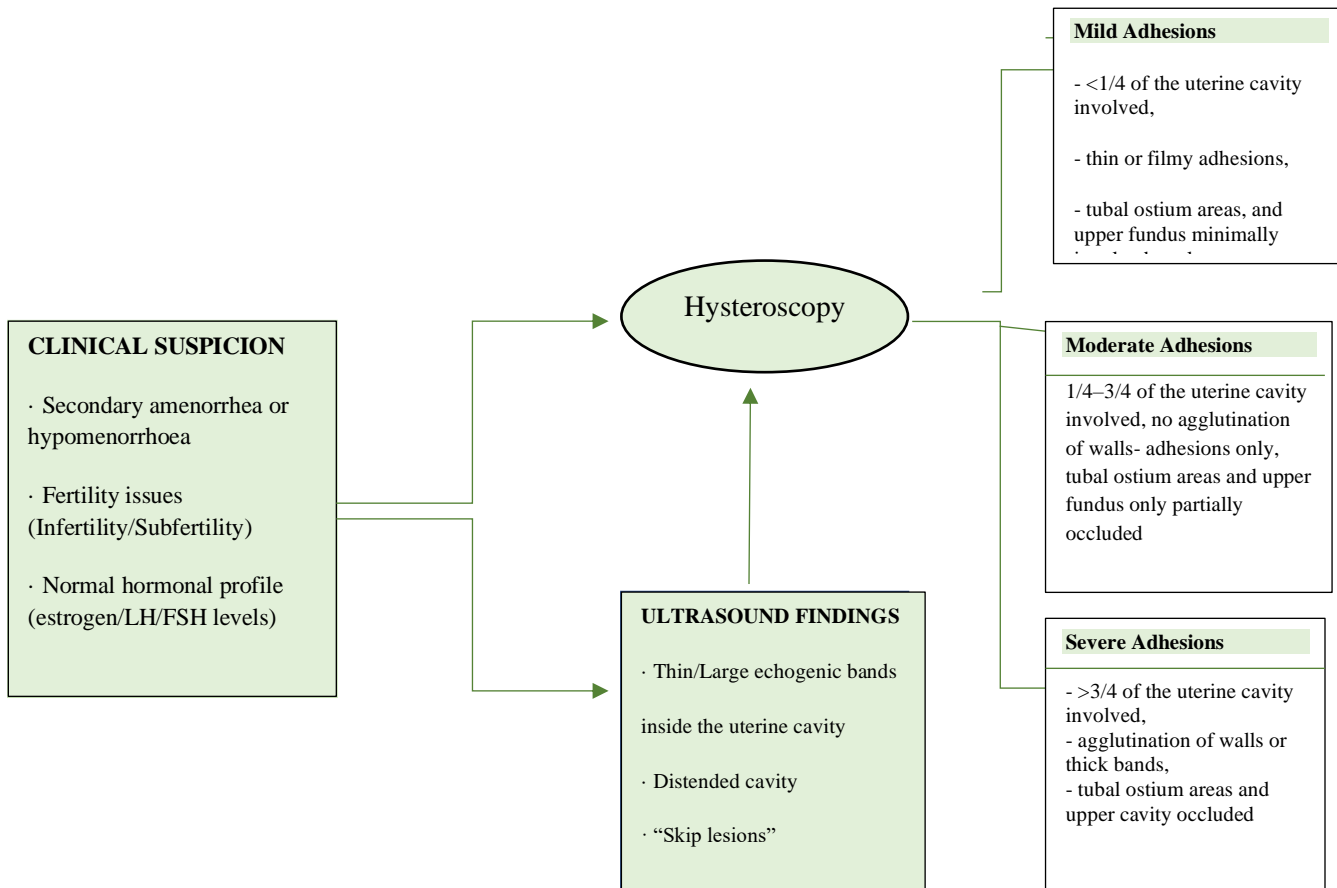 CLINICAL SUSPICION
· Secondary amenorrhea or
hypomenorrhoea
· Fertility issues
(Infertility/Subfertility)
· Normal hormonal profile
(estrogen/LH/FSH levels)
Hysteroscopy
ULTRASOUND FINDINGS
· Thin/Large echogenic bands
inside the uterine cavity
· Distended cavity
· “Skip lesions”
Mild Adhesions
- <1/4 of the uterine cavity
involved,
- thin or filmy adhesions,
- tubal ostium areas, and
upper fundus minimally
Moderate Adhesions
1/4–3/4 of the uterine cavity
involved, no agglutination
of walls- adhesions only,
tubal ostium areas and upper
fundus only partially
occluded
Severe Adhesions
- >3/4 of the uterine cavity
involved,
- agglutination of walls or
thick bands,
- tubal ostium areas and
upper cavity occluded